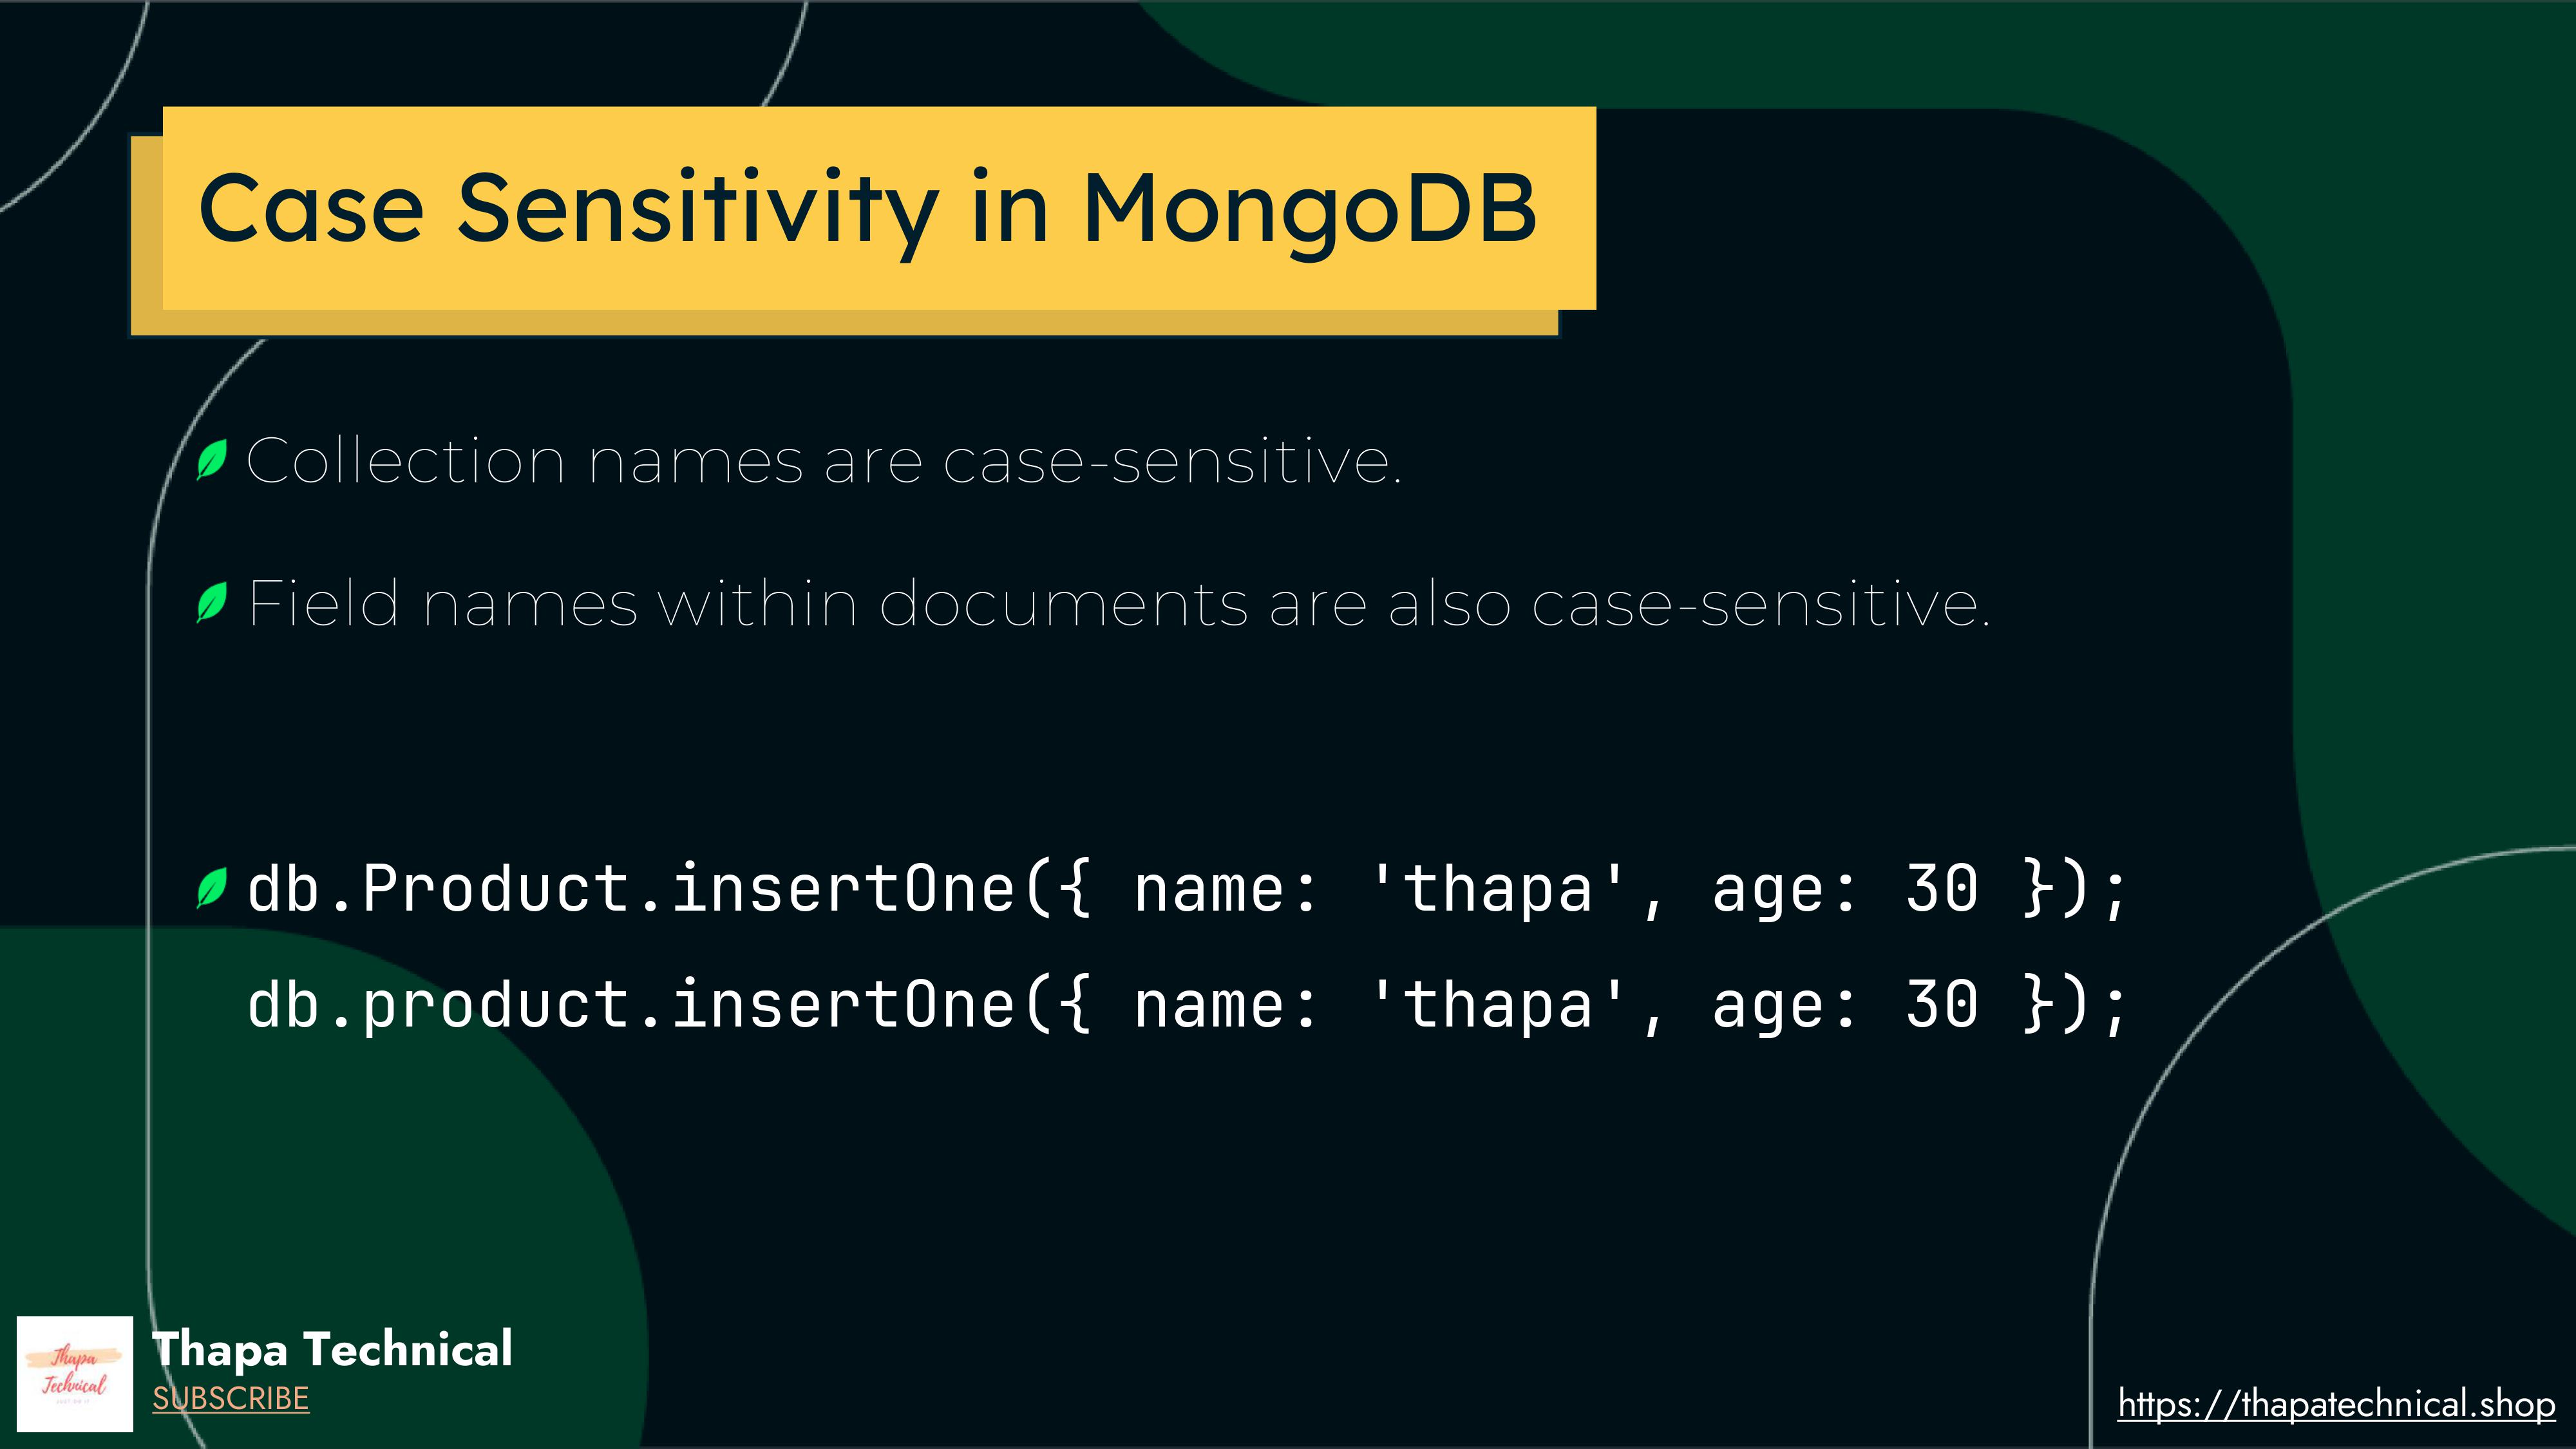 Case Sensitivity in MongoDB
Collection names are case-sensitive.
Field names within documents are also case-sensitive.
db.Product.insertOne({ name: 'thapa', age: 30 });
db.product.insertOne({ name: 'thapa', age: 30 });
Thapa
Technical
Thapa Technical
SUBSCRIBE
https://thapatechnical.shop